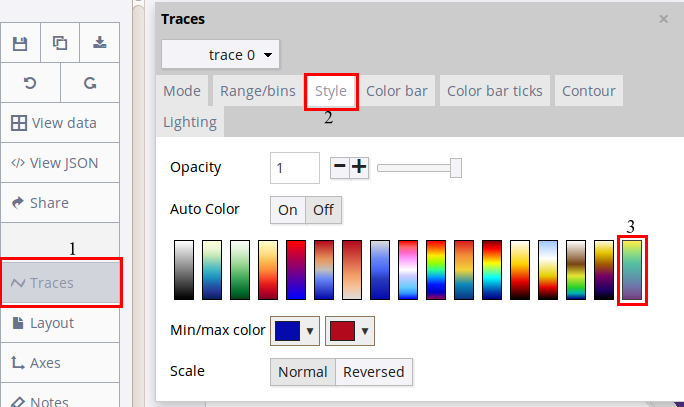 Traces
×
trace 0
Mode Range/bins Style Color bar Color bar ticks Contour
2
Lighting
View data
</> View JSON
Share
1
Traces
Layout
Axes
Notes
Opacity 1 − +
Auto Color On Off
3
Min/max color
Scale Normal Reversed